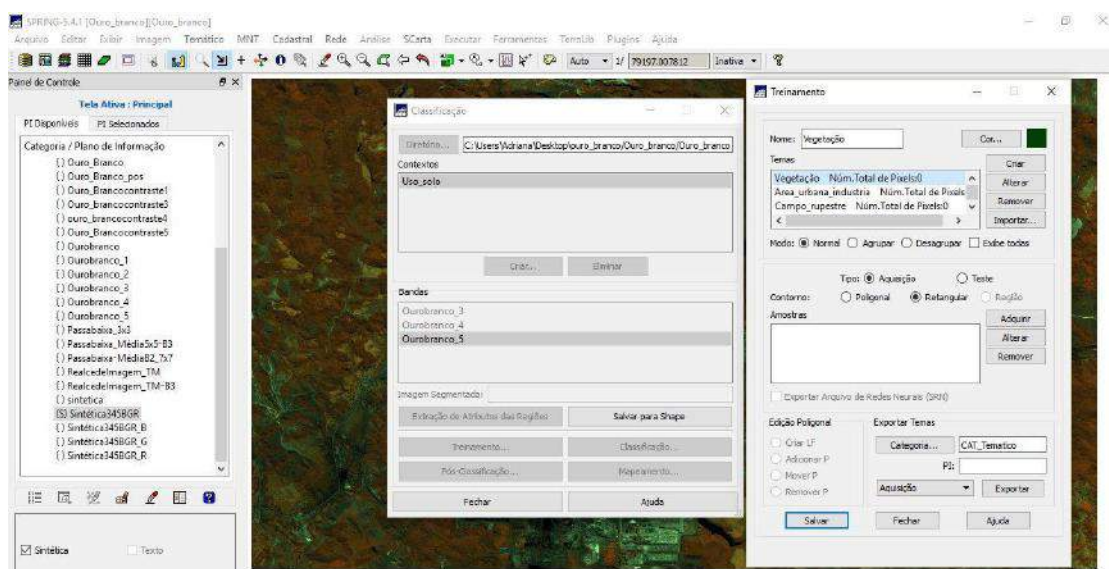 SPRING-5.4.1 [Ouro_branco][Ouro_branco]
Arquivo Editar Exibir Imagem Temático MNT Cadastral Rede Análise SCarta Executar Ferramentas TerraLib Plugins Ajuda
Auto 1/ 79197.007812 Inativa
Painel de Controle
Tela Ativa : Principal
PI Disponíveis PI Selecionados
Categoria / Plano de Informação
( ) Ouro_Branco
( ) Ouro_Branco_pos
( ) Ouro_Brancocontraste1
( ) Ouro_Brancocontraste3
( ) ouro_brancocontraste4
( ) Ouro_Brancocontraste5
( ) Ourobranco
( ) Ourobranco_1
( ) Ourobranco_2
( ) Ourobranco_3
( ) Ourobranco_4
( ) Ourobranco_5
( ) Passabaixa_3x3
( ) Passabaixa_Média5x5-B3
( ) Passabaixa-MédiaB2_7x7
( ) Realcedeimagem_TM
( ) Realcedeimagem_TM-B3
( ) sintetica
(S) Sintética345BGR
( ) Sintética345BGR_B
( ) Sintética345BGR_G
( ) Sintética345BGR_R
Sintética Texto
Classificação
Diretório... C:\Users\Adriana\Desktop\ouro_branco/Ouro_branco/Ouro_branco
Contextos
Uso_solo
Criar... Eliminar
Bandas
Ourobranco_3
Ourobranco_4
Ourobranco_5
Imagem Segmentada:
Extração de Atributos das Regiões Salvar para Shape
Treinamento... Classificação...
Pós-Classificação... Mapeamento...
Fechar Ajuda
Treinamento
Nome: Vegetação Cor...
Temas
Vegetação Núm.Total de Pixels:0
Area_urbana_industria Núm.Total de Pixels
Campo_rupestre Núm.Total de Pixels:0
Criar
Alterar
Remover
Importar...
Modo: Normal Agrupar Desagrupar Exibe todas
Tipo: Aquisição Teste
Contorno: Poligonal Retangular Região
Amostras
Adquirir
Alterar
Remover
Exportar Arquivo de Redes Neurais (SRN)
Edição Poligonal
Criar LF
Adicionar P
Mover P
Remover P
Exportar Temas
Categoria... CAT_Tematico
PI:
Aquisição Exportar
Salvar Fechar Ajuda